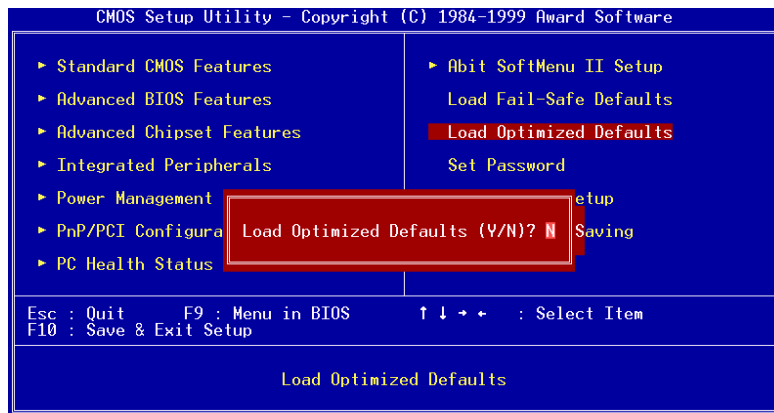 CMOS Setup Utility - Copyright (C) 1984-1999 Award Software
► Standard CMOS Features
► Advanced BIOS Features
► Advanced Chipset Features
► Integrated Peripherals
► Power Management
► PnP/PCI Configura
► PC Health Status
► Abit SoftMenu II Setup
Load Fail-Safe Defaults
Load Optimized Defaults
Set Password
etup
Saving
Load Optimized Defaults (Y/N)? N
Esc : Quit F9 : Menu in BIOS ↑ ↓ → ← : Select Item
F10 : Save & Exit Setup
Load Optimized Defaults